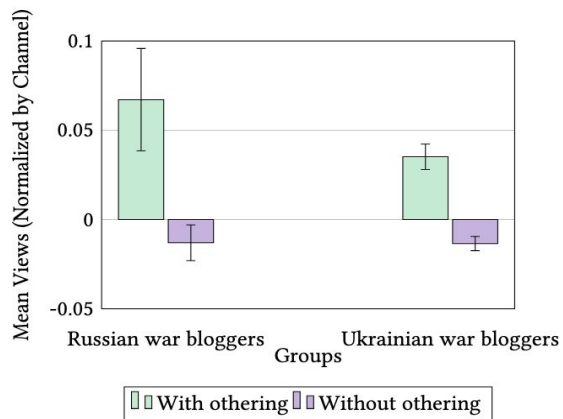 Mean Views (Normalized by Channel)
0.1
0.05
0
-0.05
Russian war bloggers
Ukrainian war bloggers
Groups
With othering
Without othering